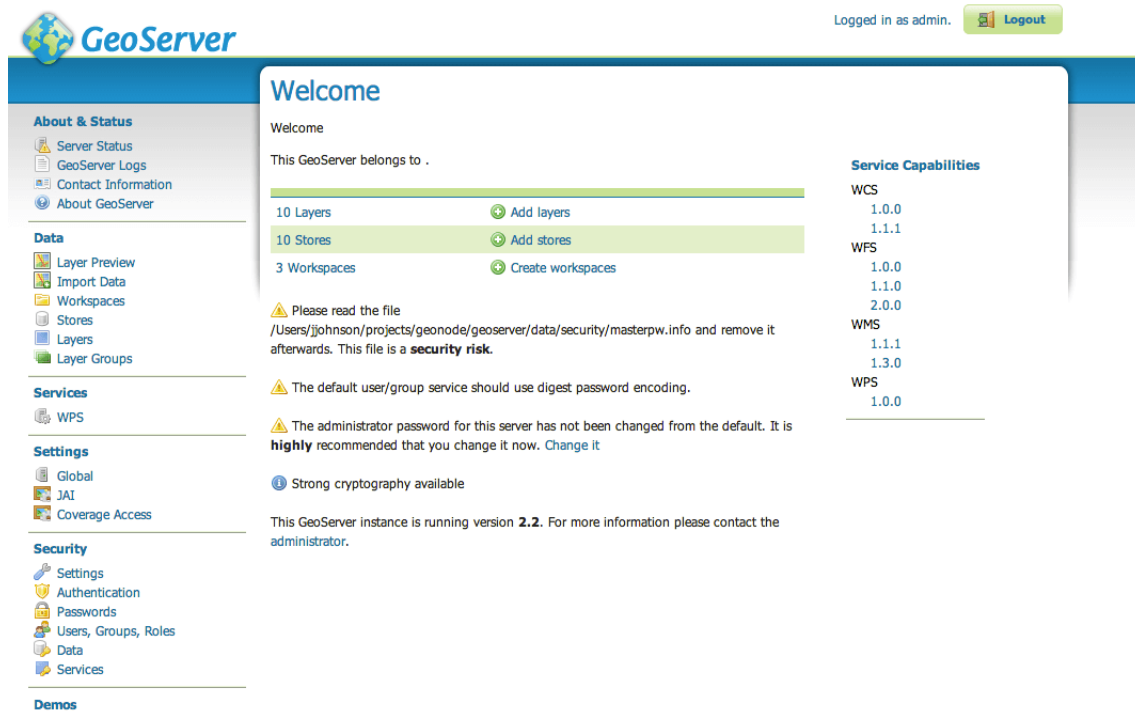 GeoServer
Logged in as admin.
Logout
About & Status
Server Status
GeoServer Logs
Contact Information
About GeoServer
Data
Layer Preview
Import Data
Workspaces
Stores
Layers
Layer Groups
Services
WPS
Settings
Global
JAI
Coverage Access
Security
Settings
Authentication
Passwords
Users, Groups, Roles
Data
Services
Demos
Welcome
Welcome
This GeoServer belongs to .
10 Layers Add layers
10 Stores Add stores
3 Workspaces Create workspaces
Please read the file
/Users/jjohnson/projects/geonode/geoserver/data/security/masterpw.info and remove it
afterwards. This file is a security risk.
The default user/group service should use digest password encoding.
The administrator password for this server has not been changed from the default. It is
highly recommended that you change it now. Change it
Strong cryptography available
This GeoServer instance is running version 2.2. For more information please contact the
administrator.
Service Capabilities
WCS
1.0.0
1.1.1
WFS
1.0.0
1.1.0
2.0.0
WMS
1.1.1
1.3.0
WPS
1.0.0